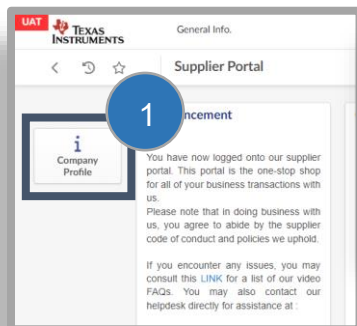 UAT
TEXAS
INSTRUMENTS
General Info.
Supplier Portal
1
ncement
i
Company
Profile
You have now logged onto our supplier
portal. This portal is the one-stop shop
for all of your business transactions with
us.
Please note that in doing business with
us, you agree to abide by the supplier
code of conduct and policies we uphold.
If you encounter any issues, you may
consult this LINK for a list of our video
FAQs. You may also contact our
helpdesk directly for assistance at :